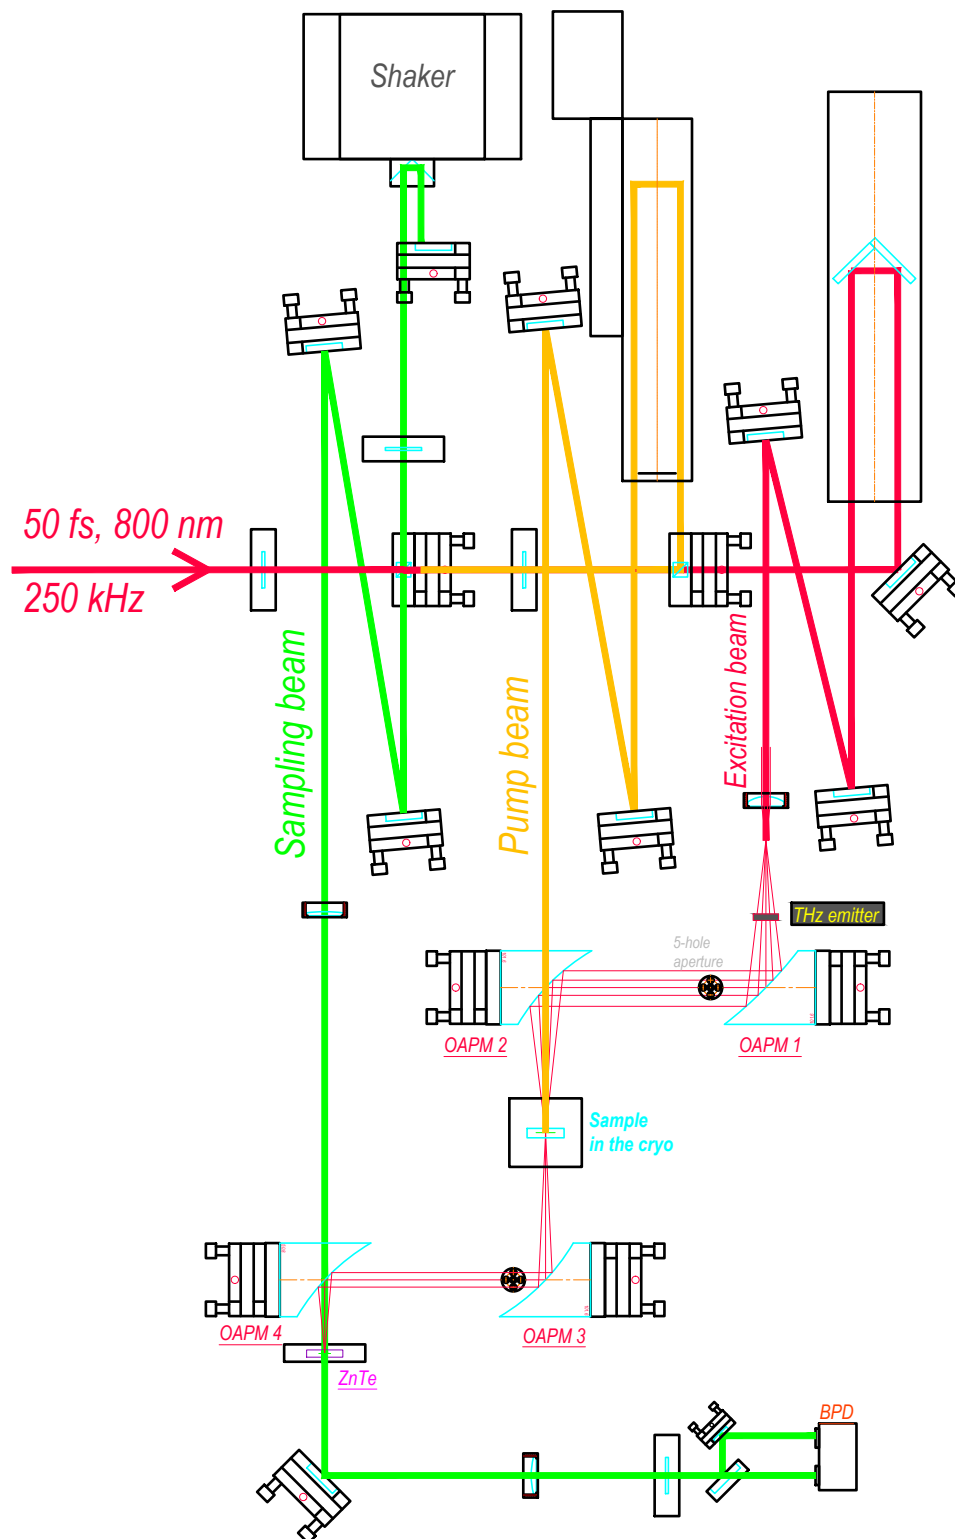 Shaker
50 fs, 800 nm
250 kHz
Sampling beam
Pump beam
Excitation beam
THz emitter
5-hole
aperture
OAPM 2
OAPM 1
Sample
in the cryo
OAPM 4
OAPM 3
ZnTe
BPD